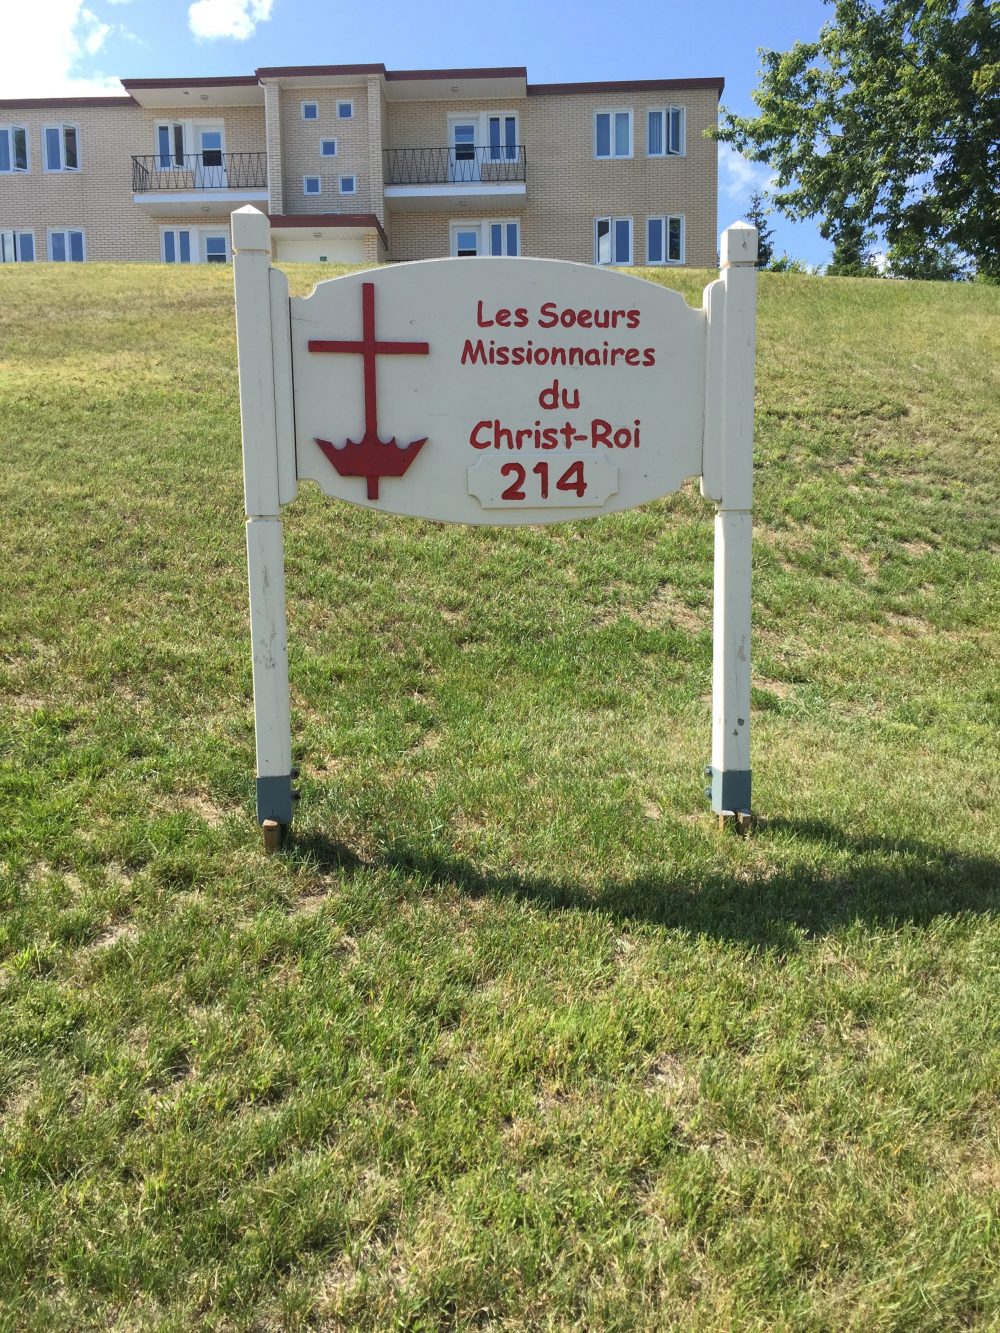 Les Soeurs
Missionnaires
du
Christ-Roi
214